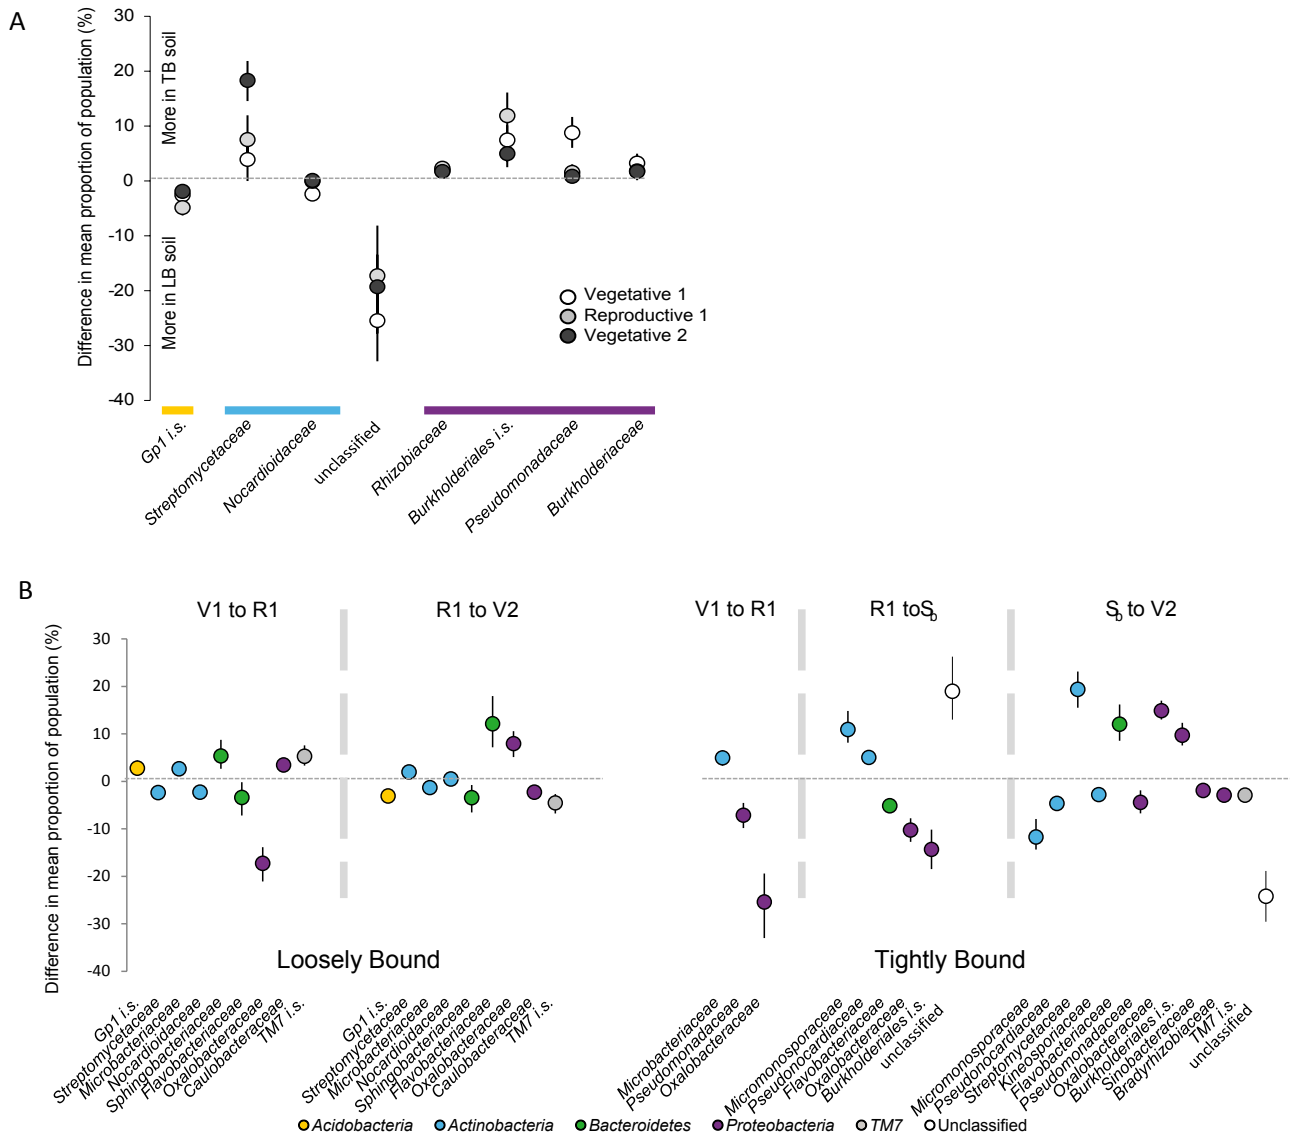 A
Difference in mean proportion of population (%)
30
20
10
0
-10
-20
-30
-40
More in TB soil
More in LB soil
Vegetative 1
Reproductive 1
Vegetative 2
Gp1 i.s.
Streptomycetaceae
Nocardioidaceae
unclassified
Rhizobiaceae
Burkholderiales i.s.
Pseudomonadaceae
Burkholderiaceae
B
V1 to R1
R1 to V2
V1 to R1
R1 toSb
Sb to V2
Difference in mean proportion of population (%)
30
20
10
0
-10
-20
-30
-40
Loosely Bound
Tightly Bound
Gp1 i.s.
Streptomycetaceae
Microbacteriaceae
Nocardioidaceae
Sphingobacteriaceae
Flavobacteriaceae
Oxalobacteraceae
Caulobacteraceae
TM7 i.s.
Gp1 i.s.
Streptomycetaceae
Microbacteriaceae
Nocardioidaceae
Sphingobacteriaceae
Flavobacteriaceae
Oxalobacteraceae
Caulobacteraceae
TM7 i.s.
Microbacteriaceae
Pseudomonadaceae
Oxalobacteraceae
Micromonosporaceae
Pseudonocardiaceae
Flavobacteriaceae
Oxalobacteraceae
Burkholderiales i.s.
unclassified
Micromonosporaceae
Pseudonocardiaceae
Streptomycetaceae
Kineosporiaceae
Flavobacteriaceae
Pseudomonadaceae
Oxalobacteraceae
Burkholderiales i.s.
Sinobacteraceae
Bradyrhizobiaceae
TM7 i.s.
unclassified
Acidobacteria
Actinobacteria
Bacteroidetes
Proteobacteria
TM7
Unclassified